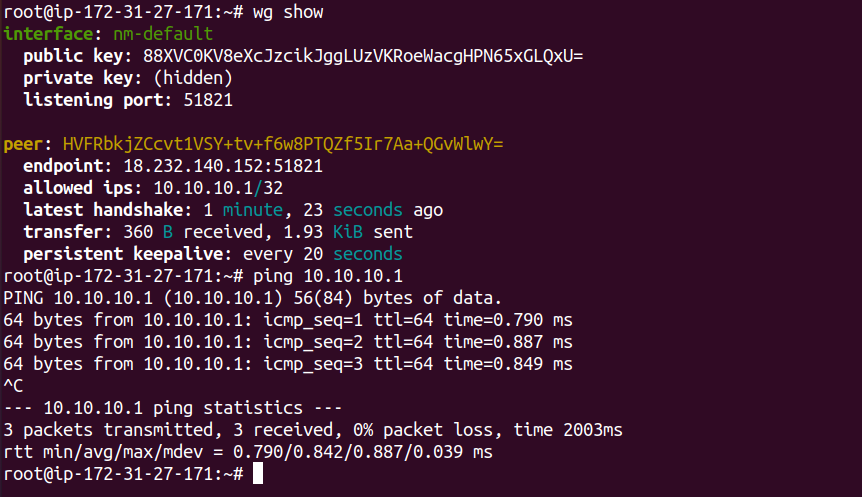 root@ip-172-31-27-171:~# wg show
interface: nm-default
  public key: 88XVC0KV8eXcJzcikJggLUzVKRoeWacgHPN65xGLQxU=
  private key: (hidden)
  listening port: 51821

peer: HVFRbkjZCcvt1VSY+tv+f6w8PTQZf5Ir7Aa+QGvWlwY=
  endpoint: 18.232.140.152:51821
  allowed ips: 10.10.10.1/32
  latest handshake: 1 minute, 23 seconds ago
  transfer: 360 B received, 1.93 KiB sent
  persistent keepalive: every 20 seconds
root@ip-172-31-27-171:~# ping 10.10.10.1
PING 10.10.10.1 (10.10.10.1) 56(84) bytes of data.
64 bytes from 10.10.10.1: icmp_seq=1 ttl=64 time=0.790 ms
64 bytes from 10.10.10.1: icmp_seq=2 ttl=64 time=0.887 ms
64 bytes from 10.10.10.1: icmp_seq=3 ttl=64 time=0.849 ms
^C
--- 10.10.10.1 ping statistics ---
3 packets transmitted, 3 received, 0% packet loss, time 2003ms
rtt min/avg/max/mdev = 0.790/0.842/0.887/0.039 ms
root@ip-172-31-27-171:~#